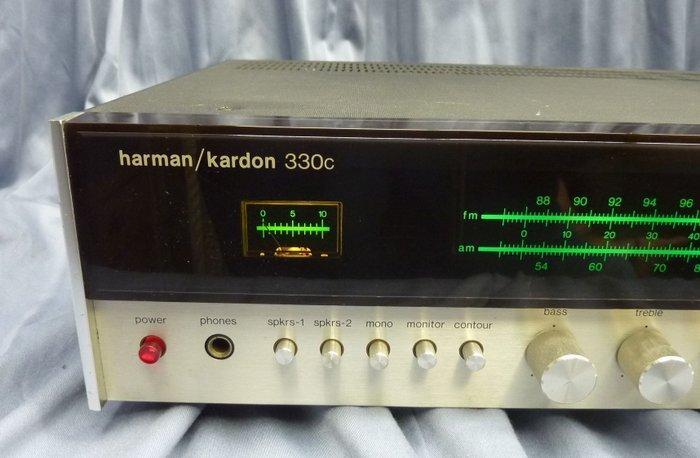 harman/kardon 330c
0 5 10
88 90 92 94 96
fm
0 10 20 30 40
am
54 60 70
power phones spkrs-1 spkrs-2 mono monitor contour bass treble